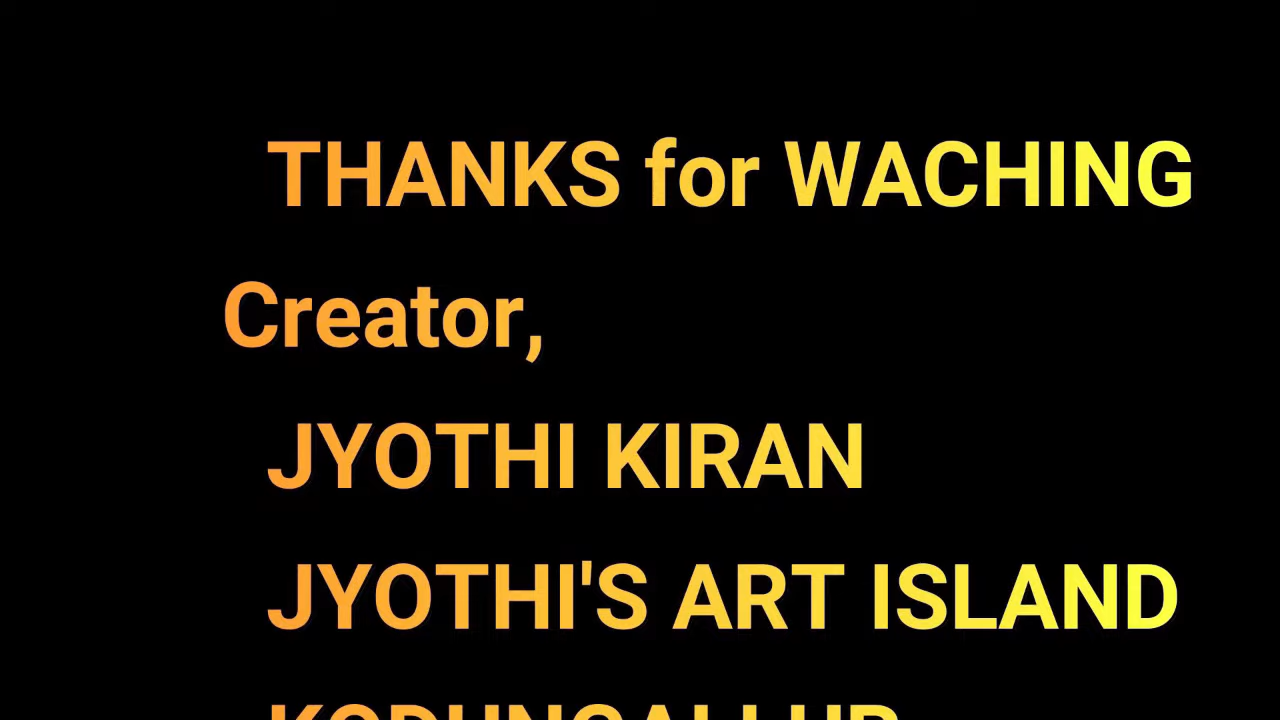 THANKS for WACHING
Creator,
JYOTHI KIRAN
JYOTHI'S ART ISLAND